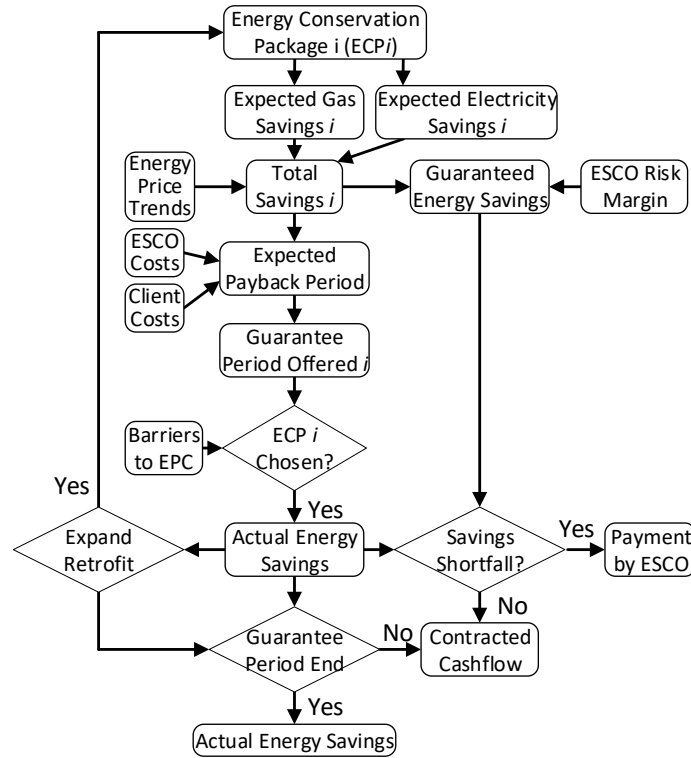 Energy Conservation
Package i (ECPi)
Expected Gas
Savings i
Expected Electricity
Savings i
Energy
Price
Trends
Total
Savings i
Guaranteed
Energy Savings
ESCO Risk
Margin
ESCO
Costs
Expected
Payback Period
Client
Costs
Guarantee
Period Offered i
Barriers
to EPC
ECP i
Chosen?
Yes
Yes
Expand
Retrofit
Actual Energy
Savings
Savings
Shortfall?
Yes
Payment
by ESCO
No
Guarantee
Period End
No
Contracted
Cashflow
Yes
Actual Energy Savings